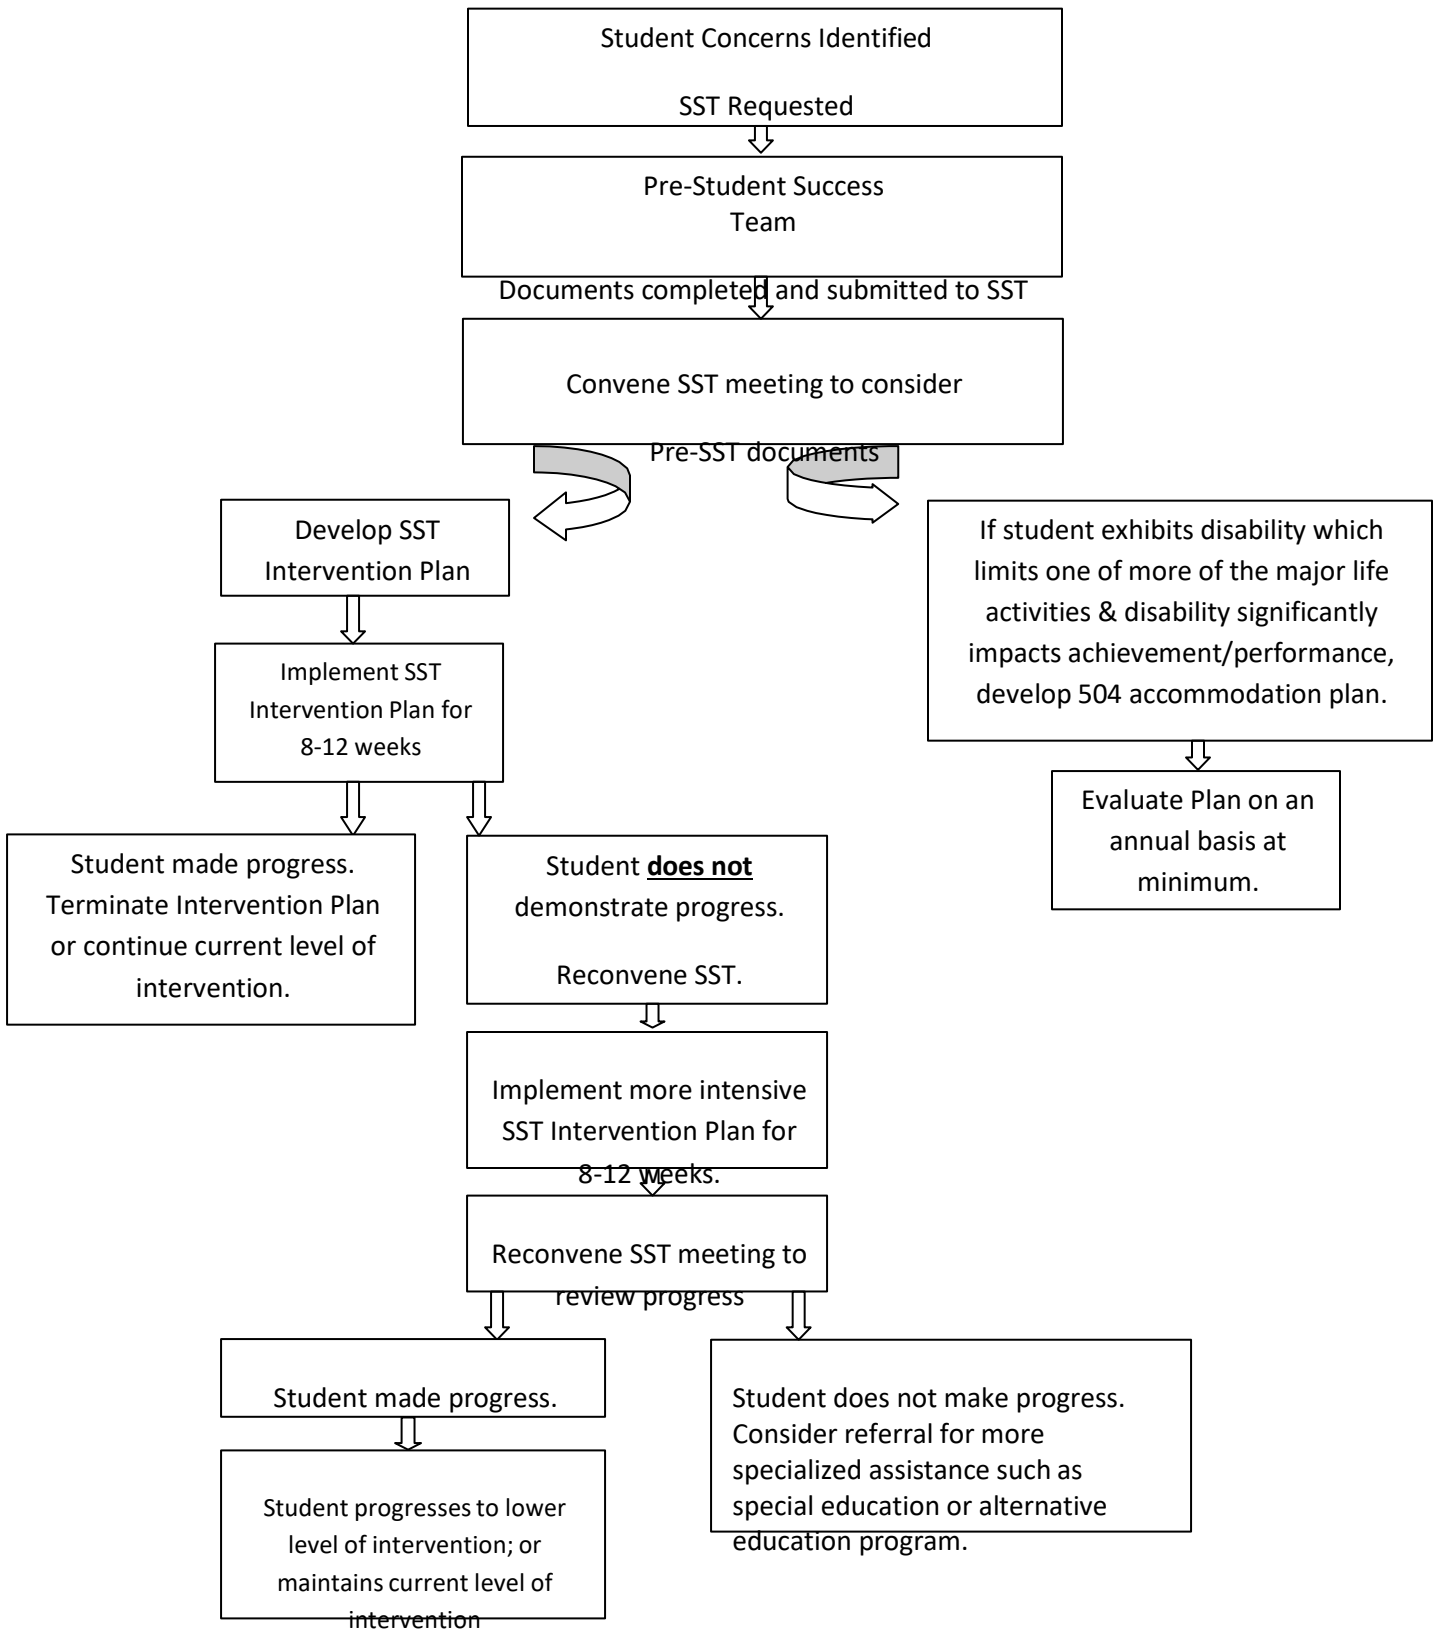 Student Concerns Identified
SST Requested
Pre-Student Success
Team
Documents completed and submitted to SST
Convene SST meeting to consider
Pre-SST documents
Develop SST
Intervention Plan
Implement SST
Intervention Plan for
8-12 weeks
Student made progress.
Terminate Intervention Plan
or continue current level of
intervention.
Student does not
demonstrate progress.
Reconvene SST.
Implement more intensive
SST Intervention Plan for
8-12 weeks.
Reconvene SST meeting to
review progress
Student made progress.
Student progresses to lower
level of intervention; or
maintains current level of
intervention
Student does not make progress.
Consider referral for more
specialized assistance such as
special education or alternative
education program.
If student exhibits disability which
limits one of more of the major life
activities & disability significantly
impacts achievement/performance,
develop 504 accommodation plan.
Evaluate Plan on an
annual basis at
minimum.